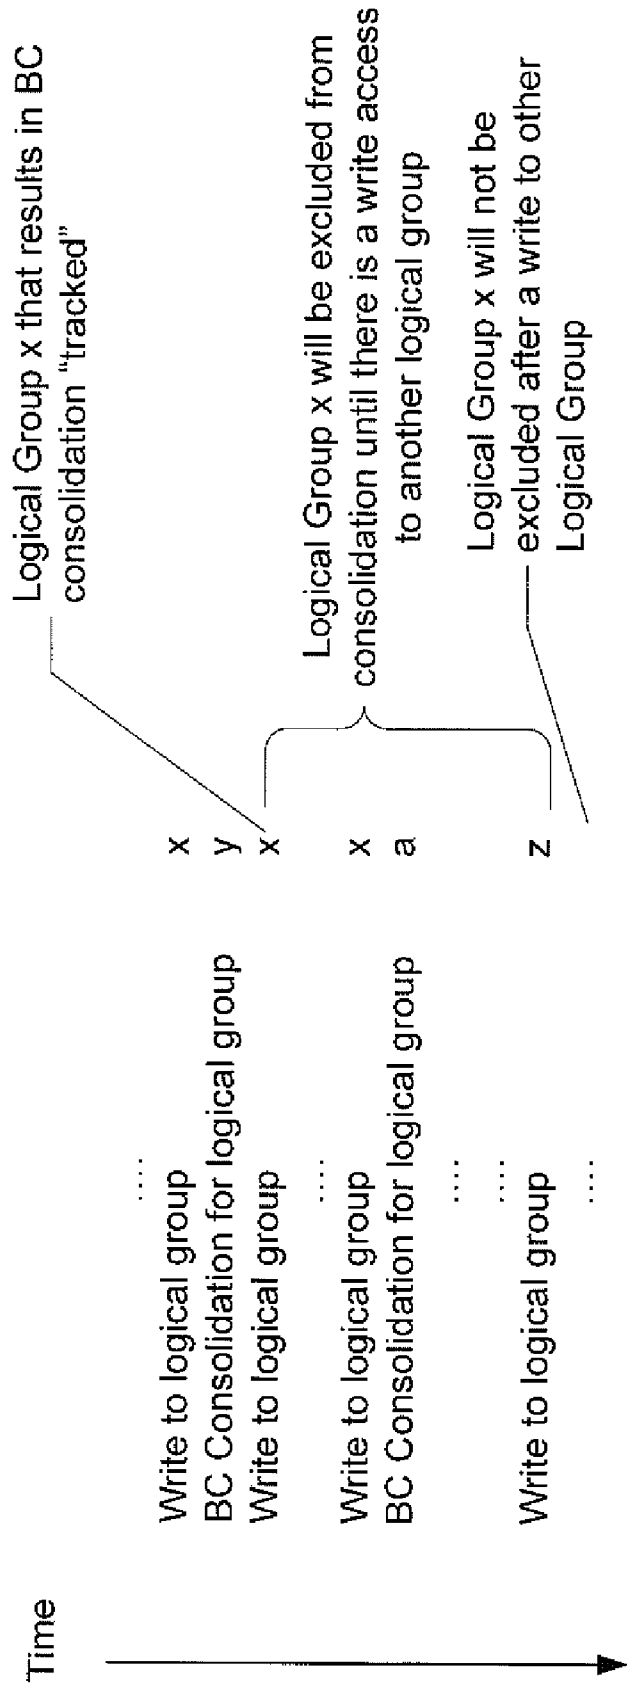 Time
....
Write to logical group x
BC Consolidation for logical group y
Write to logical group x
....
Write to logical group x
BC Consolidation for logical group a
....
....
Write to logical group z
....
Logical Group x that results in BC
consolidation "tracked"
Logical Group x will be excluded from
consolidation until there is a write access
to another logical group
Logical Group x will not be
excluded after a write to other
Logical Group